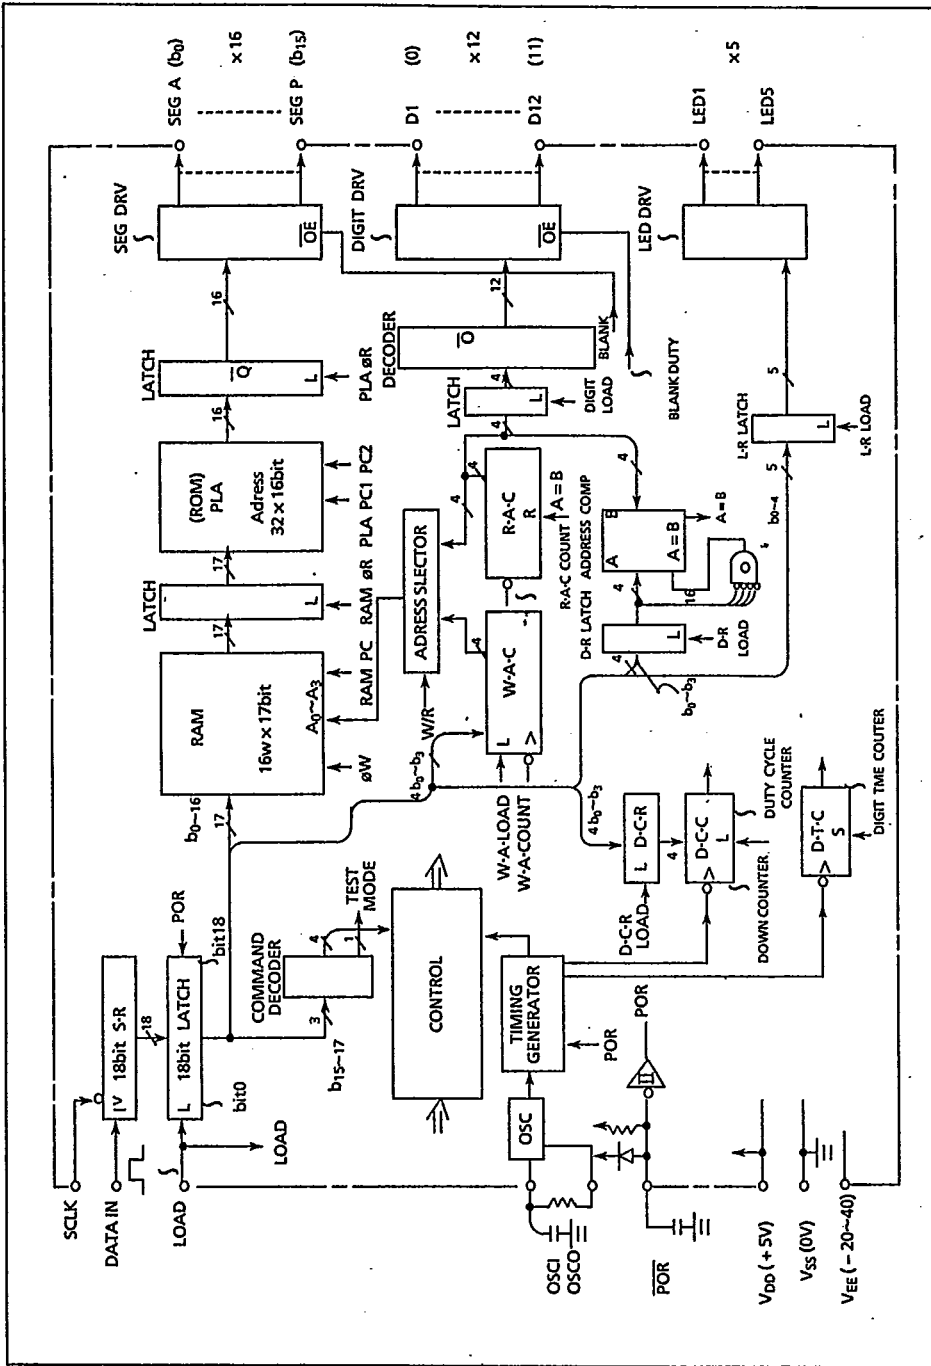 SEG A (b0)
×16
SEG P (b15)
D1 (0)
×12
D12 (11)
LED1
×5
LED5
SEG DRV
OE
DIGIT DRV
OE
LED DRV
16
12
5
LATCH
Q
L
PLA øR
DECODER
O
BLANK
BLANK DUTY
4
LATCH
L
DIGIT LOAD
4
L·R LATCH
L
L·R LOAD
5
b0~4
16
(ROM)
PLA
Adress
32 x 16bit
PLA PC1 PC2
17
LATCH
L
RAM øR
17
RAM
16w x 17bit
A0~A3
øW
RAM PC
b0~16
17
ADRESS SLECTOR
W/R
4
4
4
R·A·C
R
A=B
R·A·C COUNT
W·A·C
L
W·A·LOAD
W·A·COUNT
4 b0~b3
4
A
B
A=B
A=B
ADDRESS COMP
16
4
D·R LATCH
L
D·R LOAD
4
b0~b3
4 b0~b3
L D·C·R
D·C·R LOAD
4
D·C·C
L
DUTY CYCLE COUNTER
DOWN COUNTER
D·T·C
S
DIGIT TME COUTER
SCLK
DATA IN
LOAD
18bit S·R
18
L 18bit LATCH
POR
bit18
bit0
LOAD
COMMAND DECODER
3
b15~17
4
1
TEST MODE
CONTROL
TIMING GENERATOR
POR
OSC
OSCI
OSCO
POR
POR
VDD (+5V)
VSS (0V)
VEE (−20~40)